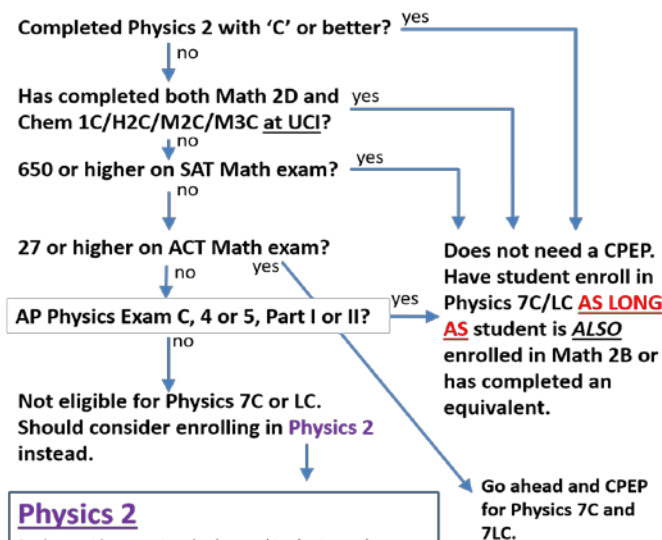 Completed Physics 2 with ‘C’ or better?
yes
no
Has completed both Math 2D and
Chem 1C/H2C/M2C/M3C at UCI?
yes
no
650 or higher on SAT Math exam?
yes
no
27 or higher on ACT Math exam?
no
yes
AP Physics Exam C, 4 or 5, Part I or II?
yes
no
Does not need a CPEP.
Have student enroll in
Physics 7C/LC AS LONG
AS student is ALSO
enrolled in Math 2B or
has completed an
equivalent.
Not eligible for Physics 7C or LC.
Should consider enrolling in Physics 2
instead.
Go ahead and CPEP
for Physics 7C and
7LC.
Physics 2